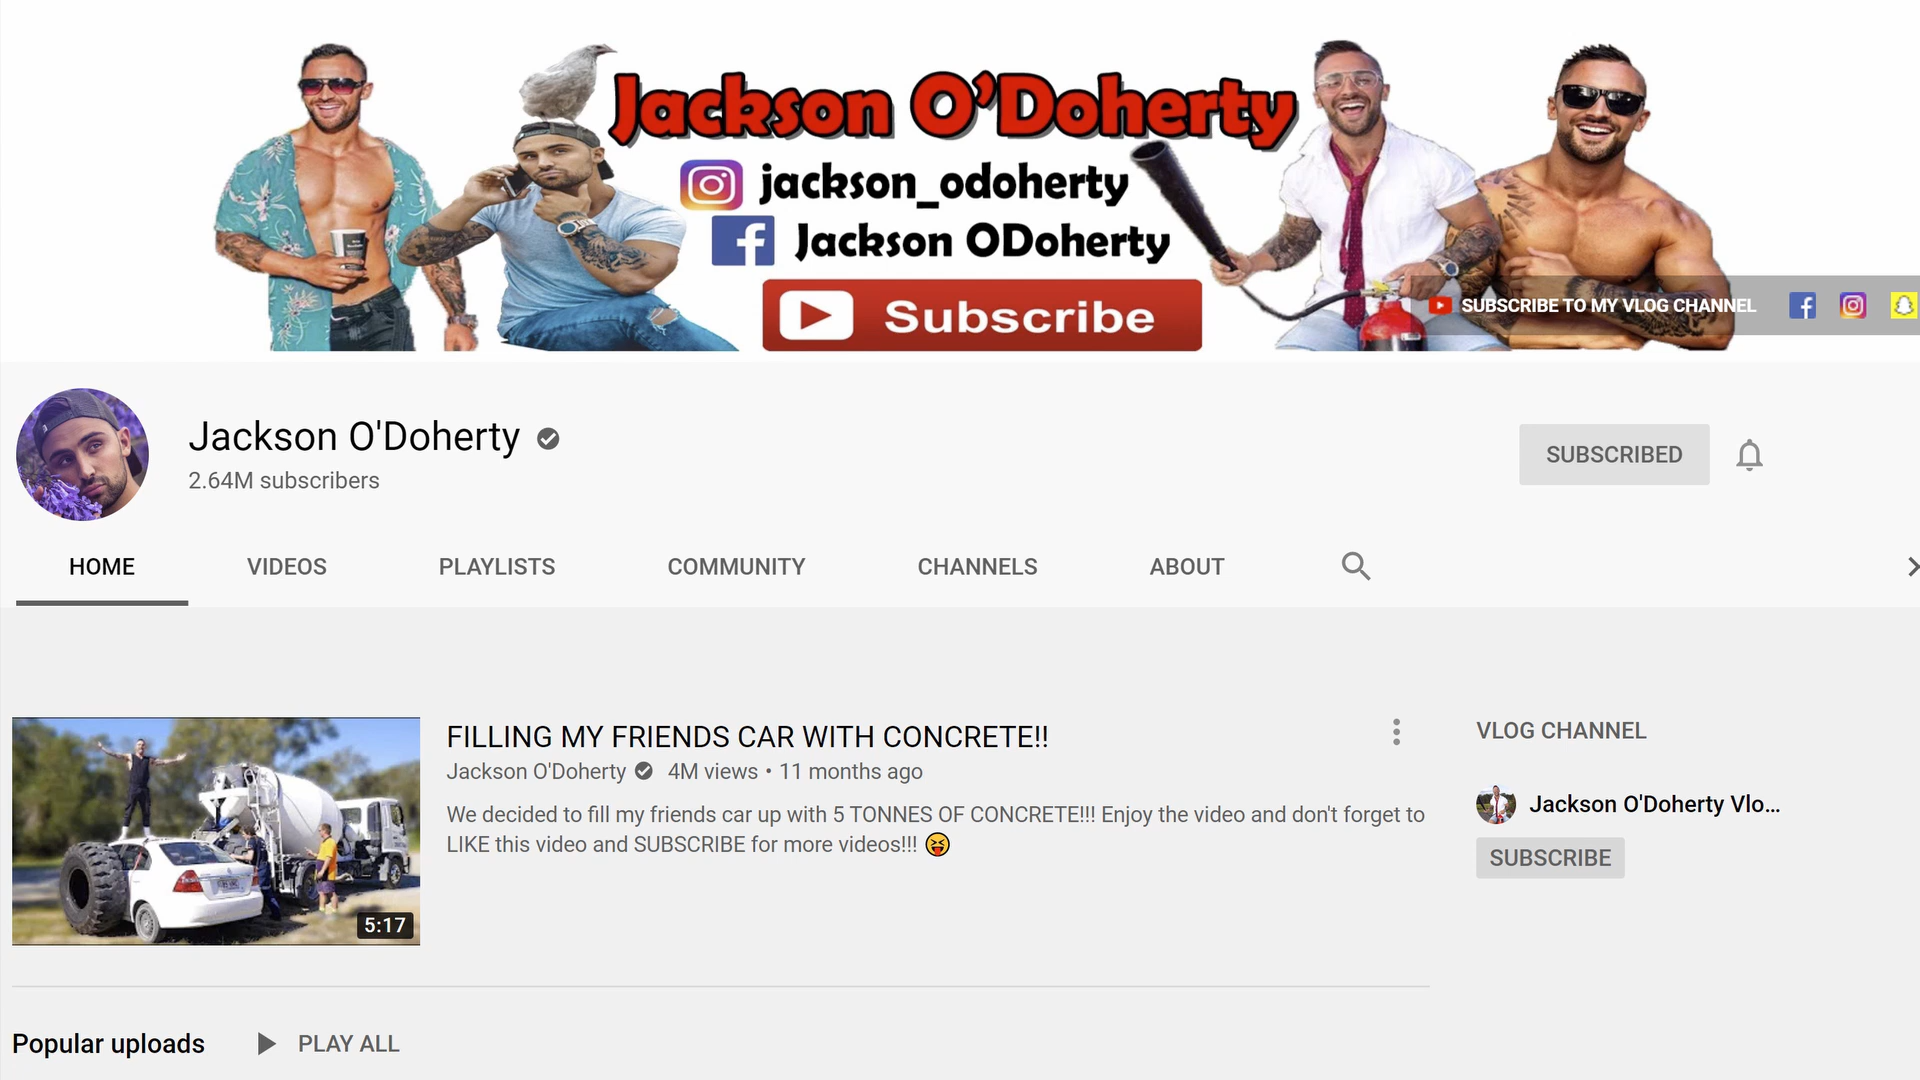 Jackson O'Doherty
jackson_odoherty
Jackson ODoherty
Subscribe
SUBSCRIBE TO MY VLOG CHANNEL
Jackson O'Doherty
2.64M subscribers
SUBSCRIBED
HOME VIDEOS PLAYLISTS COMMUNITY CHANNELS ABOUT
FILLING MY FRIENDS CAR WITH CONCRETE!!
Jackson O'Doherty 4M views • 11 months ago
We decided to fill my friends car up with 5 TONNES OF CONCRETE!!! Enjoy the video and don't forget to
LIKE this video and SUBSCRIBE for more videos!!! 😝
5:17
VLOG CHANNEL
Jackson O'Doherty Vlo...
SUBSCRIBE
Popular uploads PLAY ALL